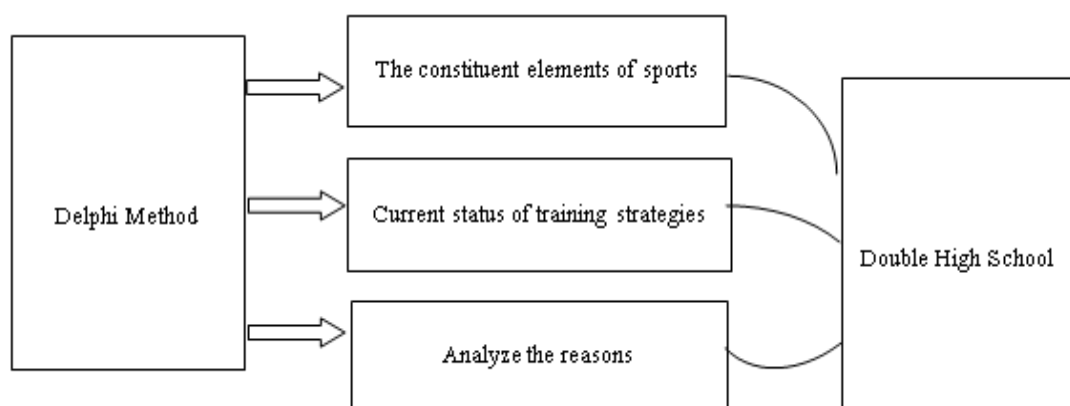 Delphi Method
The constituent elements of sports
Current status of training strategies
Analyze the reasons
Double High School